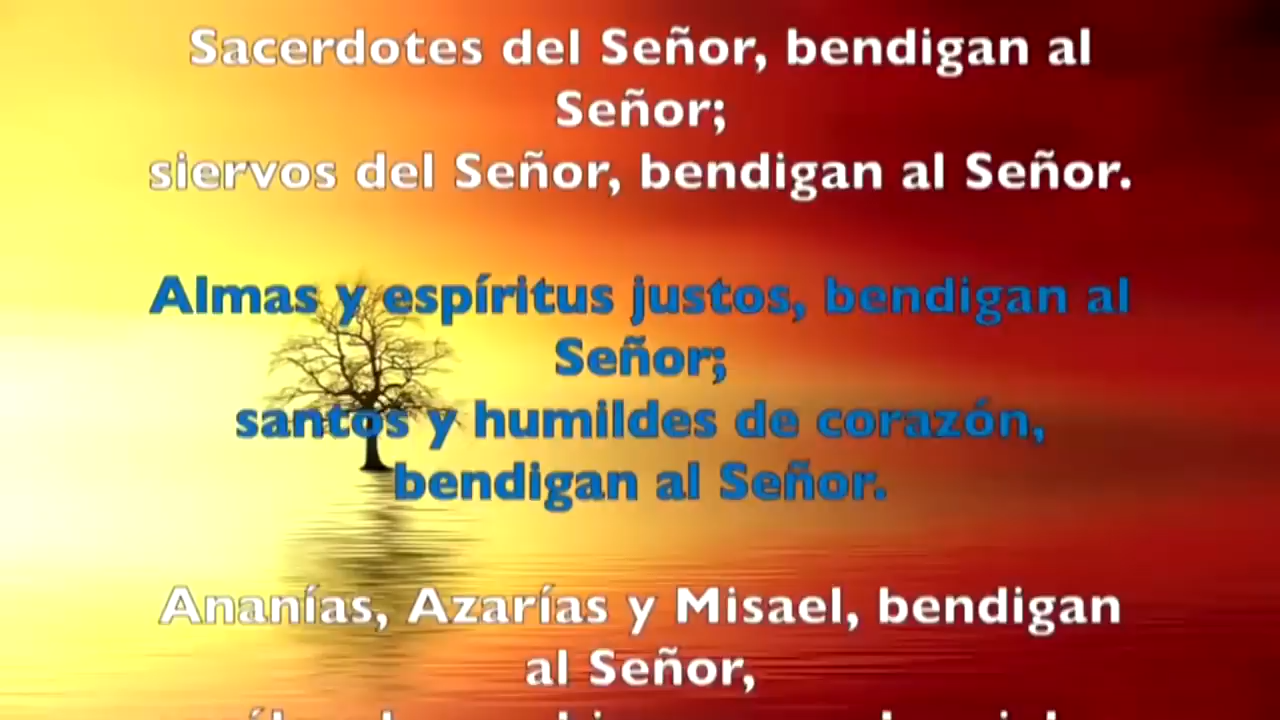 Sacerdotes del Señor, bendigan al
Señor;
siervos del Señor, bendigan al Señor.
Almas y espíritus justos, bendigan al
Señor;
santos y humildes de corazón,
bendigan al Señor.
Ananías, Azarías y Misael, bendigan
al Señor,